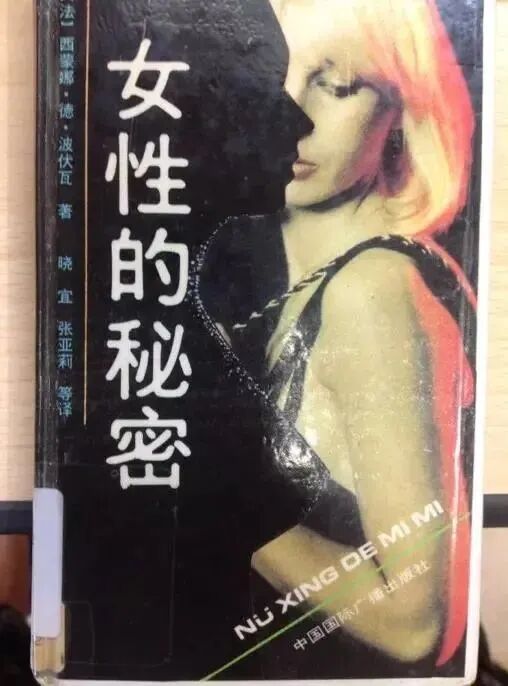 法］西蒙娜·德·波伏瓦 著
晓宜 张亚莉 等译
女性的秘密
NÜ XING DE MI MI
中国国际广播出版社